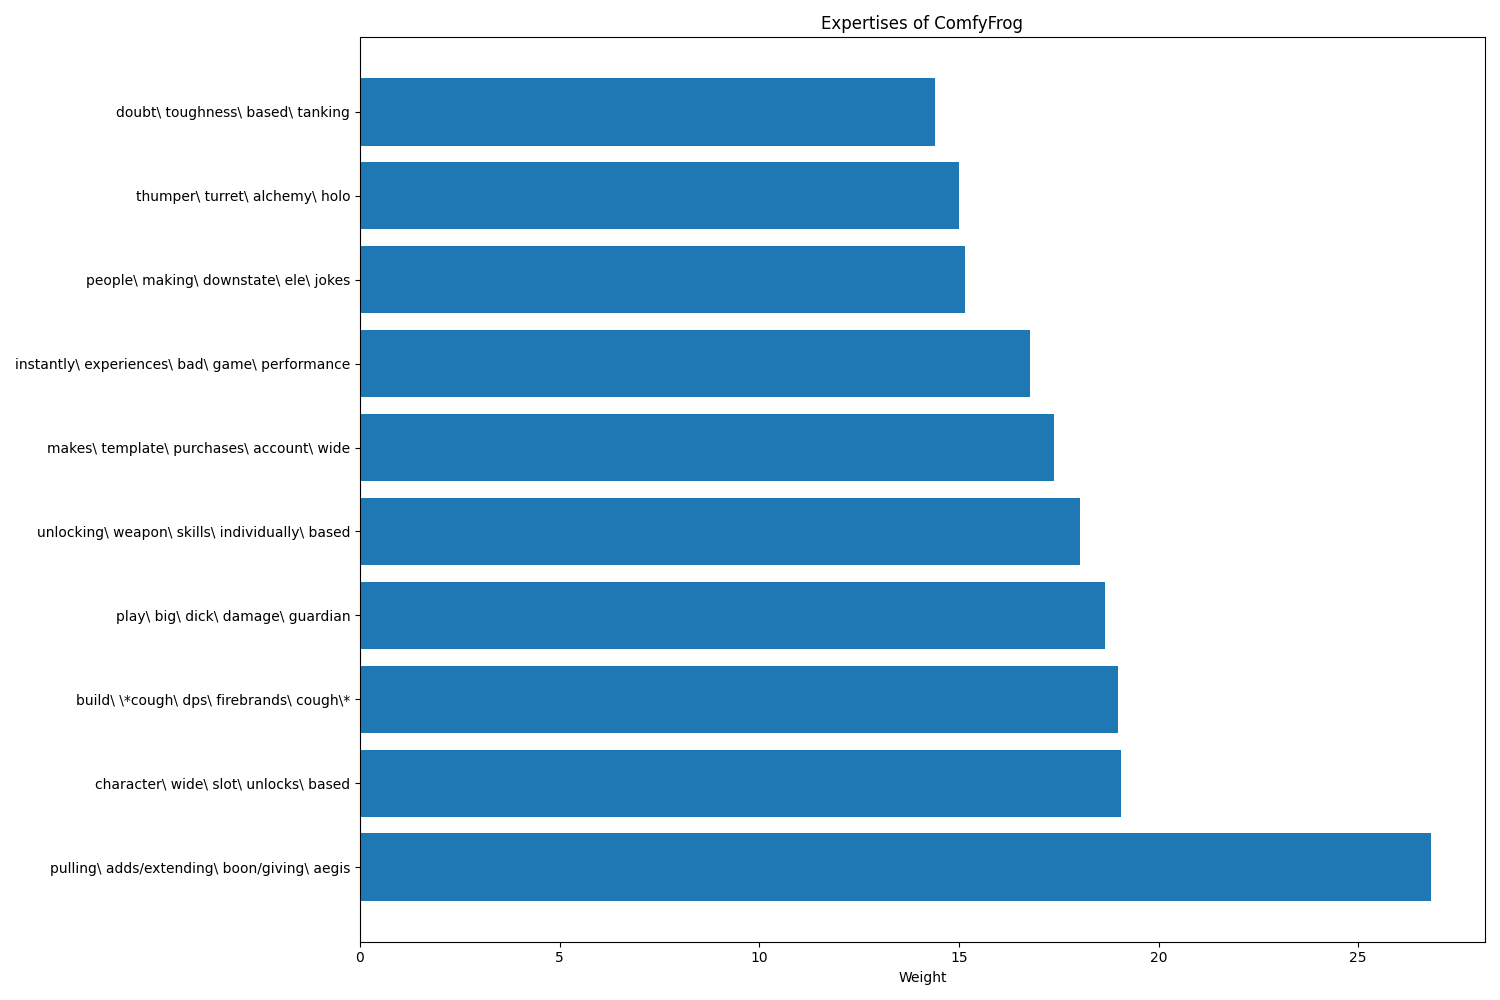 Expertises of ComfyFrog
doubt\ toughness\ based\ tanking
thumper\ turret\ alchemy\ holo
people\ making\ downstate\ ele\ jokes
instantly\ experiences\ bad\ game\ performance
makes\ template\ purchases\ account\ wide
unlocking\ weapon\ skills\ individually\ based
play\ big\ dick\ damage\ guardian
build\ \*cough\ dps\ firebrands\ cough\*
character\ wide\ slot\ unlocks\ based
pulling\ adds/extending\ boon/giving\ aegis
0 5 10 15 20 25
Weight